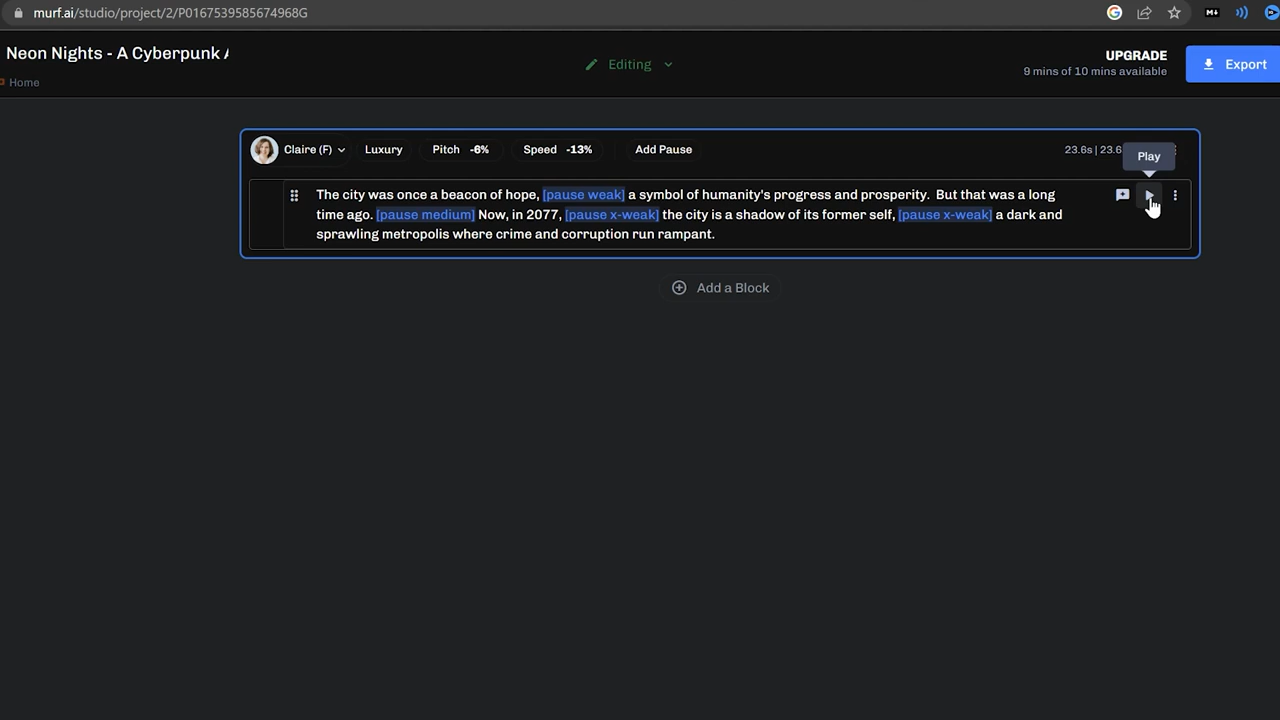 murf.ai/studio/project/2/P0167539585674968G
Neon Nights - A Cyberpunk
Home
Editing
UPGRADE
9 mins of 10 mins available
Export
Claire (F)
Luxury
Pitch -6%
Speed -13%
Add Pause
23.6s | 23.6
Play
The city was once a beacon of hope, [pause weak] a symbol of humanity's progress and prosperity. But that was a long
time ago. [pause medium] Now, in 2077, [pause x-weak] the city is a shadow of its former self, [pause x-weak] a dark and
sprawling metropolis where crime and corruption run rampant.
Add a Block